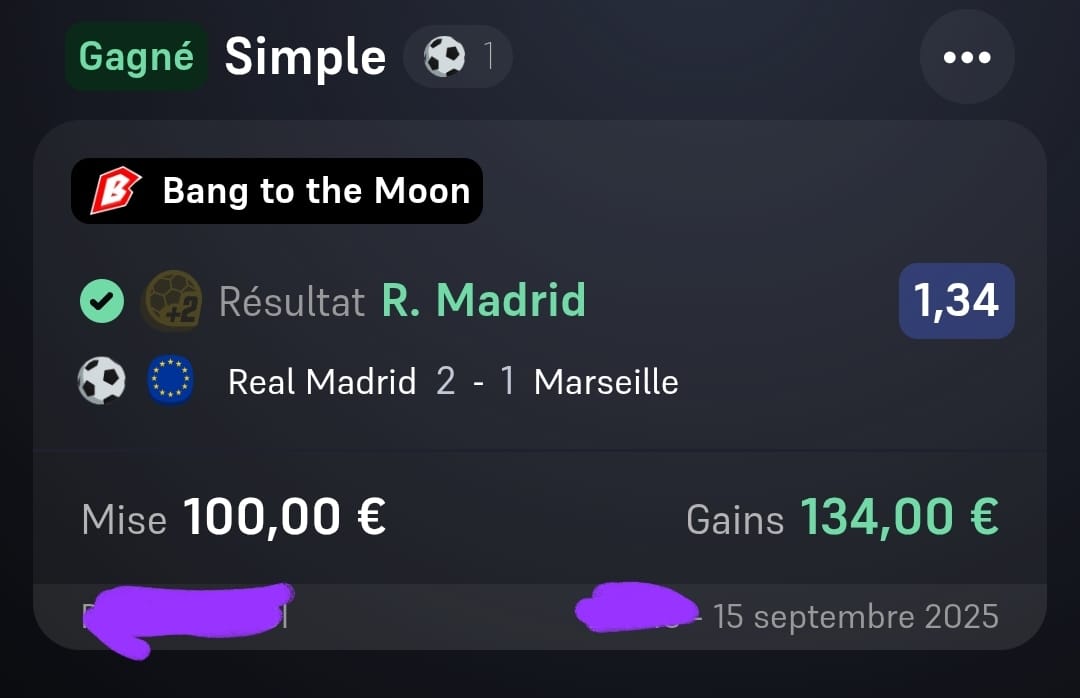 Gagné Simple 1
B Bang to the Moon
+2 Résultat R. Madrid 1,34
Real Madrid 2 - 1 Marseille
Mise 100,00 € Gains 134,00 €
- 15 septembre 2025